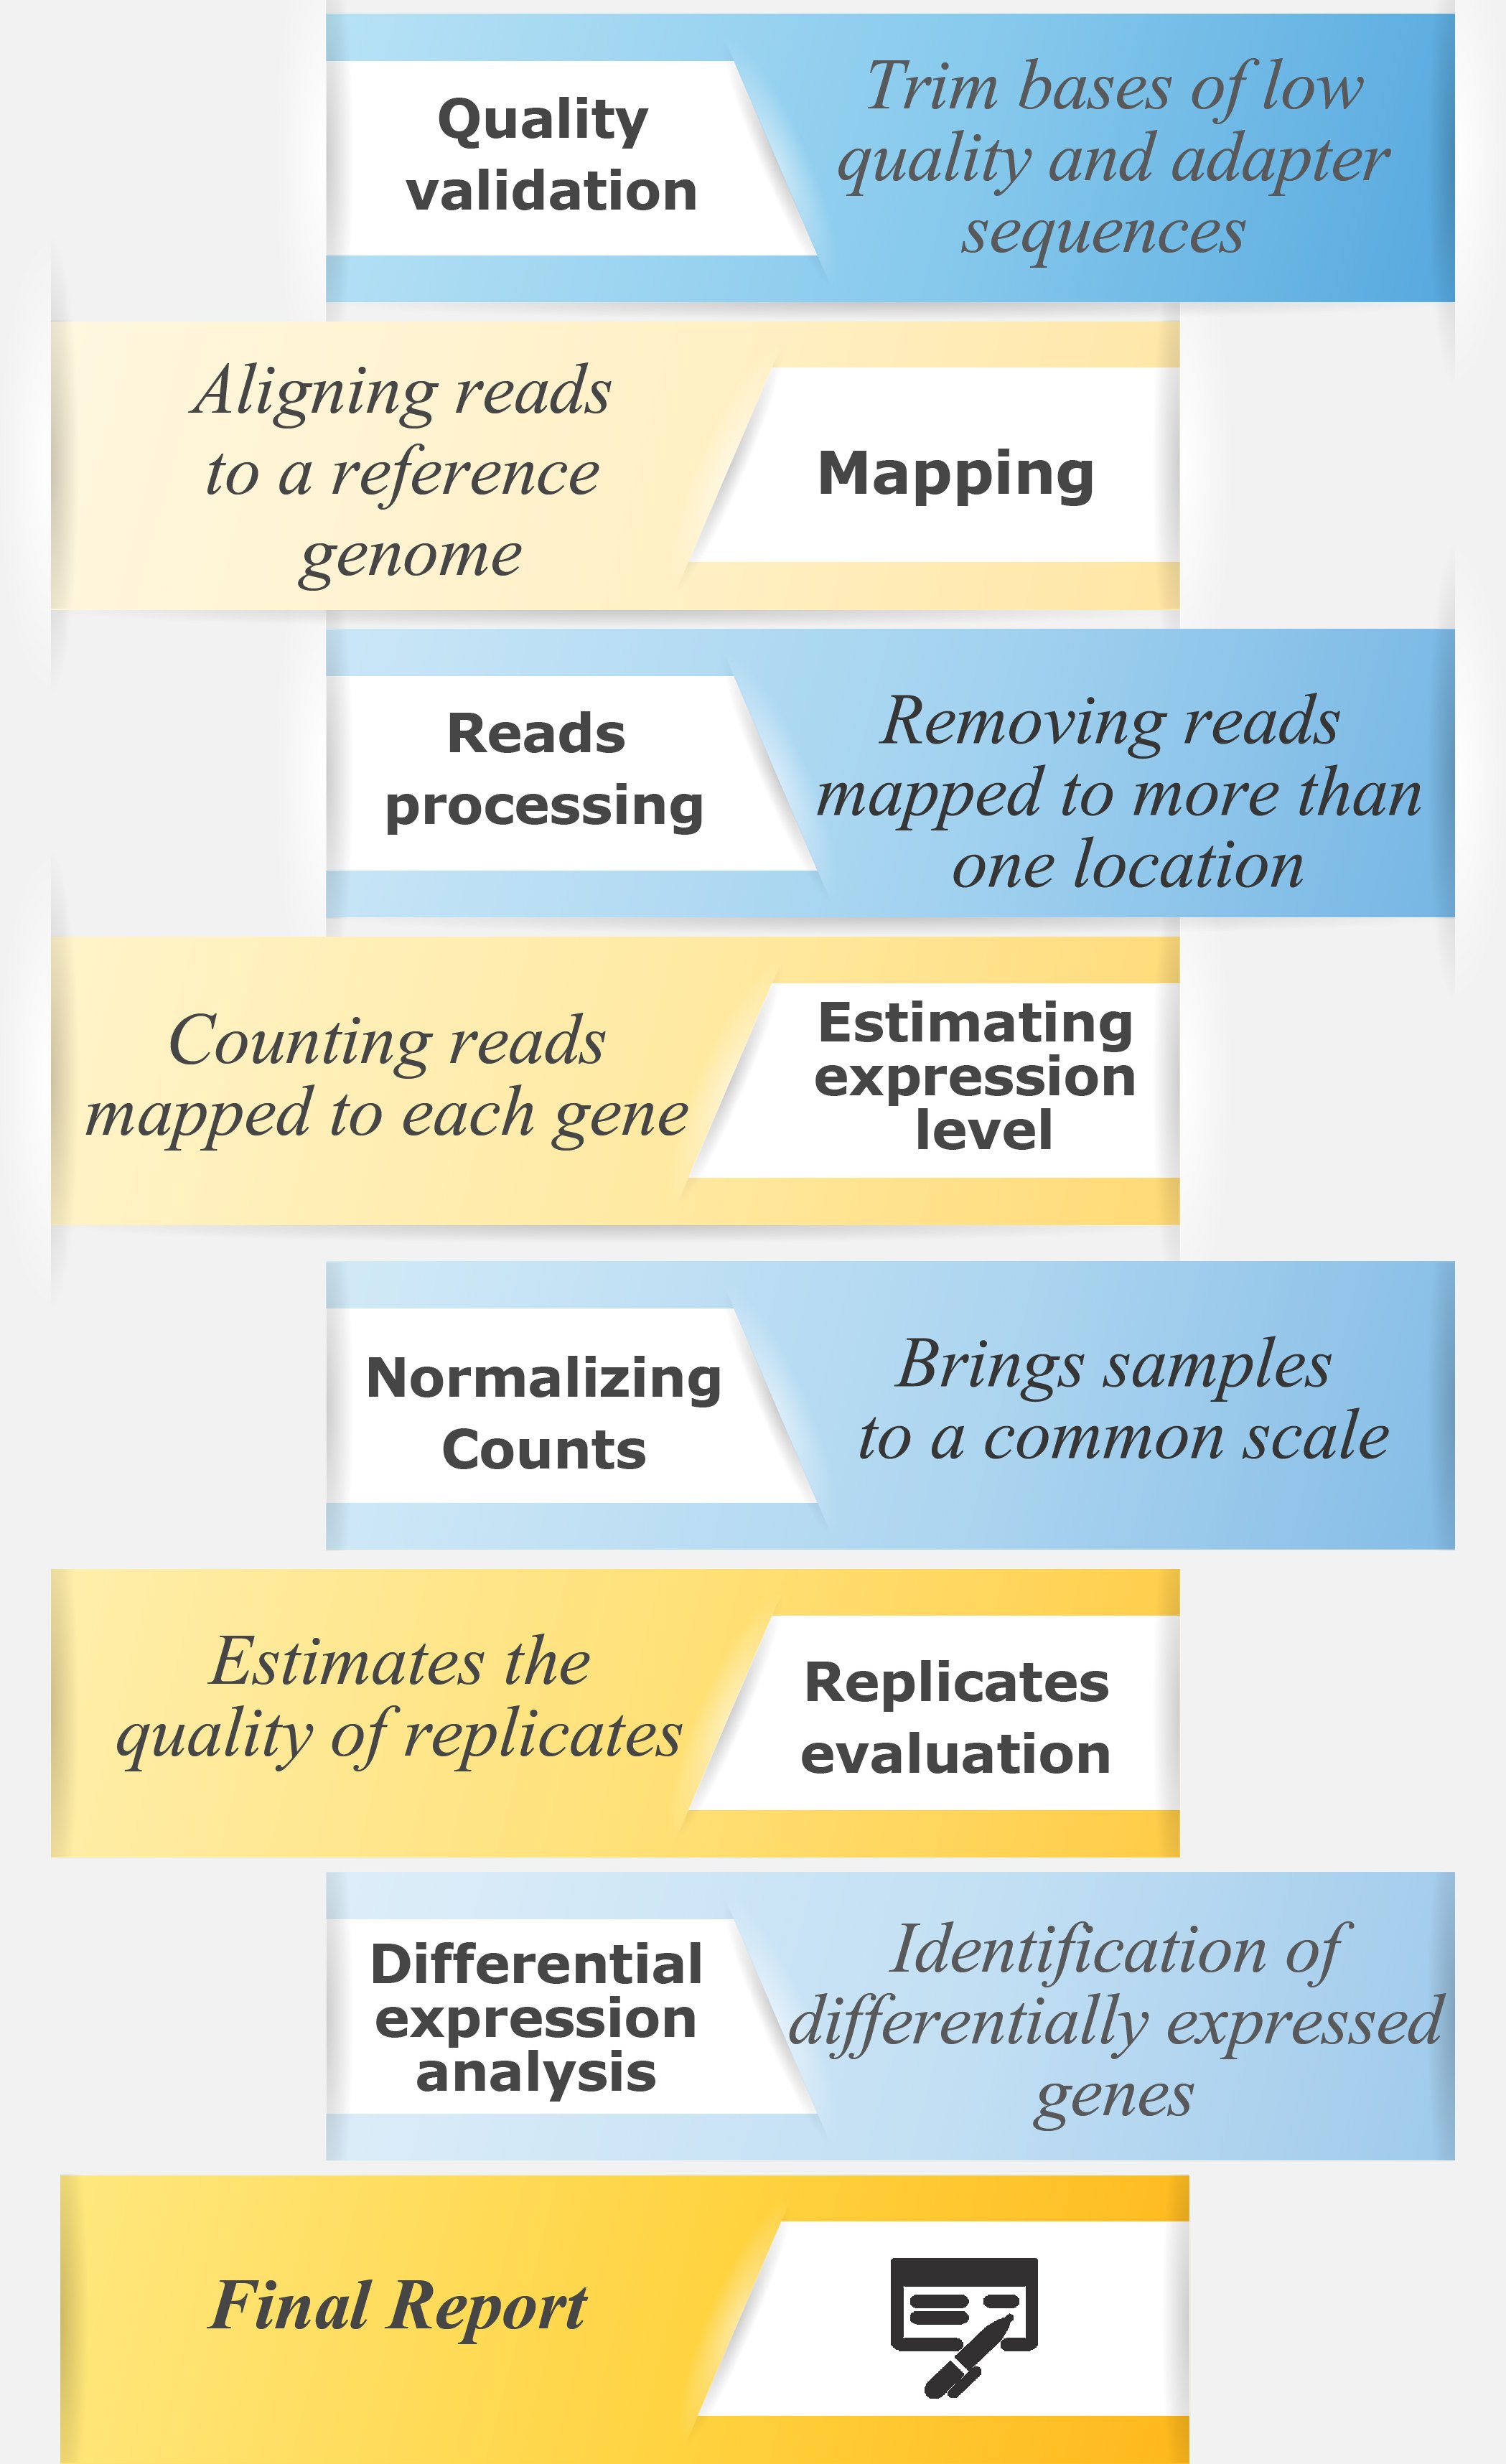 Quality
validation
Trim bases of low
quality and adapter
sequences
Aligning reads
to a reference
genome
Mapping
Reads
processing
Removing reads
mapped to more than
one location
Counting reads
mapped to each gene
Estimating
expression
level
Normalizing
Counts
Brings samples
to a common scale
Estimates the
quality of replicates
Replicates
evaluation
Differential
expression
analysis
Identification of
differentially expressed
genes
Final Report